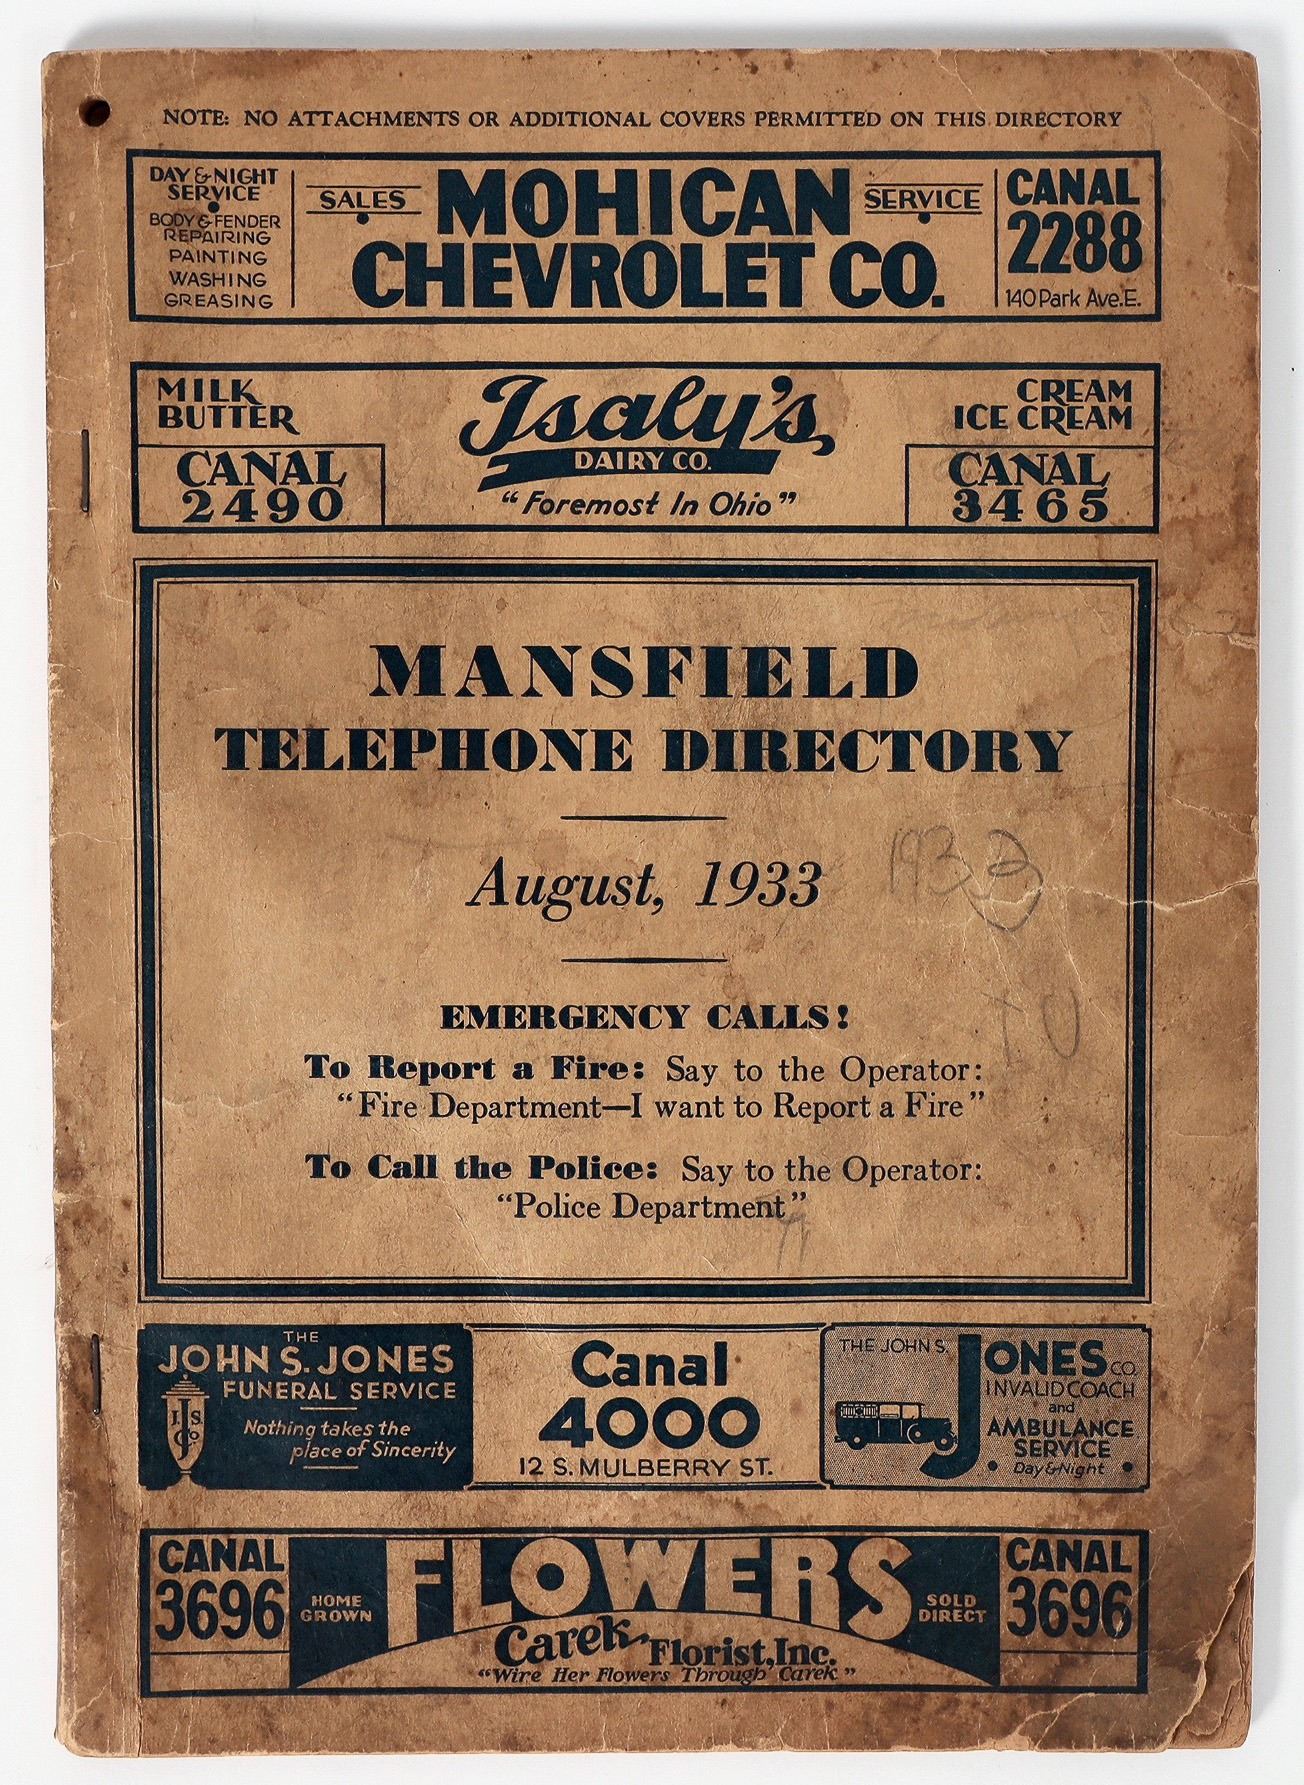 NOTE: NO ATTACHMENTS OR ADDITIONAL COVERS PERMITTED ON THIS DIRECTORY
DAY & NIGHT
SERVICE
BODY & FENDER
REPAIRING
PAINTING
WASHING
GREASING
SALES
MOHICAN
SERVICE
CHEVROLET CO.
CANAL
2288
140 Park Ave. E.
MILK
BUTTER
CANAL
2490
Isaly's
DAIRY CO.
"Foremost In Ohio"
CREAM
ICE CREAM
CANAL
3465
MANSFIELD
TELEPHONE DIRECTORY
August, 1933
1933
EMERGENCY CALLS!
To Report a Fire: Say to the Operator:
"Fire Department—I want to Report a Fire"
To Call the Police: Say to the Operator:
"Police Department"
THE
JOHN S. JONES
FUNERAL SERVICE
Nothing takes the
place of Sincerity
J.S.
J
CO
Canal
4000
12 S. MULBERRY ST.
THE JOHN S.
JONES CO.
INVALID COACH
and
AMBULANCE
SERVICE
Day & Night
CANAL
3696
HOME
GROWN
FLOWERS
Carek Florist, Inc.
"Wire Her Flowers Through Carek"
SOLD
DIRECT
CANAL
3696